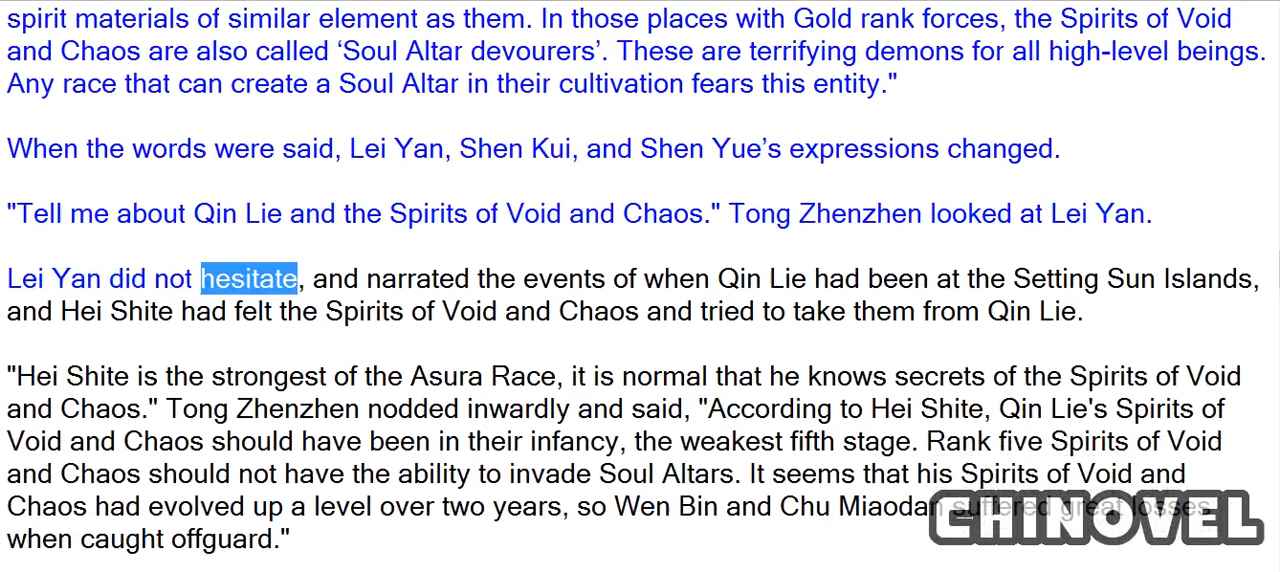 spirit materials of similar element as them. In those places with Gold rank forces, the Spirits of Void
and Chaos are also called ‘Soul Altar devourers’. These are terrifying demons for all high-level beings.
Any race that can create a Soul Altar in their cultivation fears this entity."
When the words were said, Lei Yan, Shen Kui, and Shen Yue’s expressions changed.
"Tell me about Qin Lie and the Spirits of Void and Chaos." Tong Zhenzhen looked at Lei Yan.
Lei Yan did not hesitate, and narrated the events of when Qin Lie had been at the Setting Sun Islands,
and Hei Shite had felt the Spirits of Void and Chaos and tried to take them from Qin Lie.
"Hei Shite is the strongest of the Asura Race, it is normal that he knows secrets of the Spirits of Void
and Chaos." Tong Zhenzhen nodded inwardly and said, "According to Hei Shite, Qin Lie's Spirits of
Void and Chaos should have been in their infancy, the weakest fifth stage. Rank five Spirits of Void
and Chaos should not have the ability to invade Soul Altars. It seems that his Spirits of Void and
Chaos had evolved up a level over two years, so Wen Bin and Chu Miaodan suffered great losses
when caught offguard."
CHINOVEL